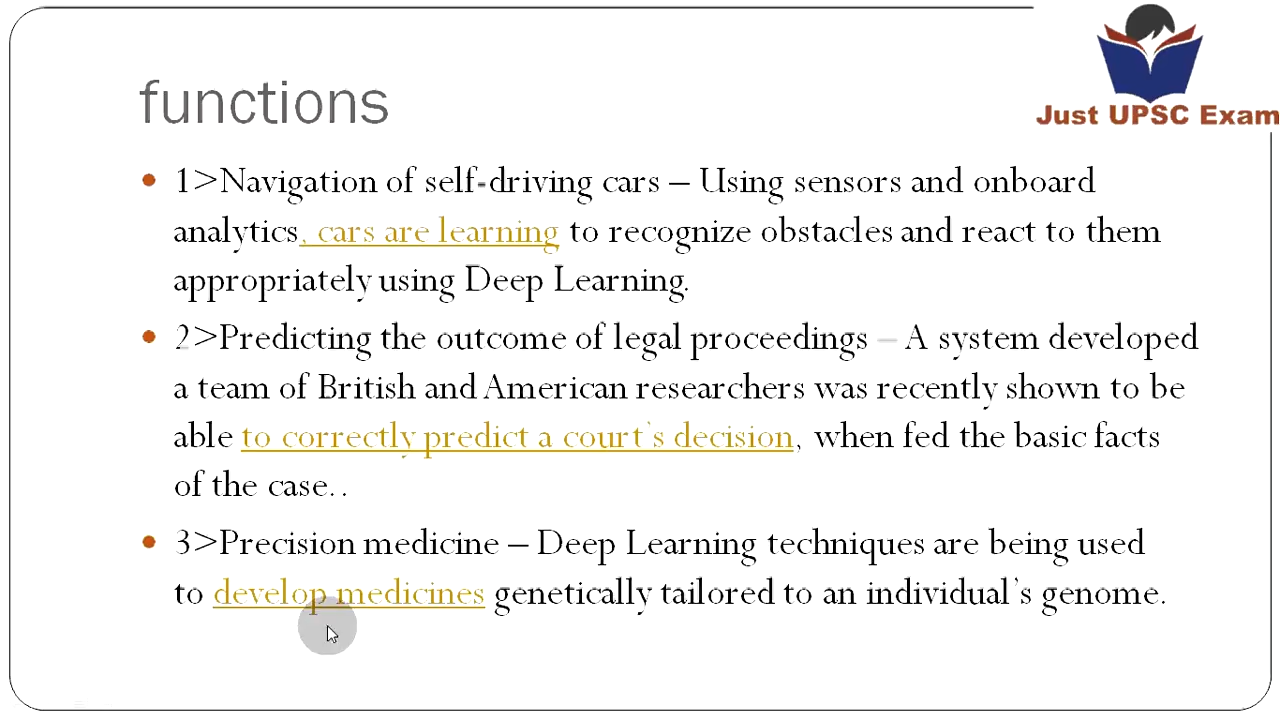 Just UPSC Exam
functions
1>Navigation of self-driving cars – Using sensors and onboard
analytics, cars are learning to recognize obstacles and react to them
appropriately using Deep Learning.
2>Predicting the outcome of legal proceedings – A system developed
a team of British and American researchers was recently shown to be
able to correctly predict a court's decision, when fed the basic facts
of the case. .
3>Precision medicine – Deep Learning techniques are being used
to develop medicines genetically tailored to an individual's genome.